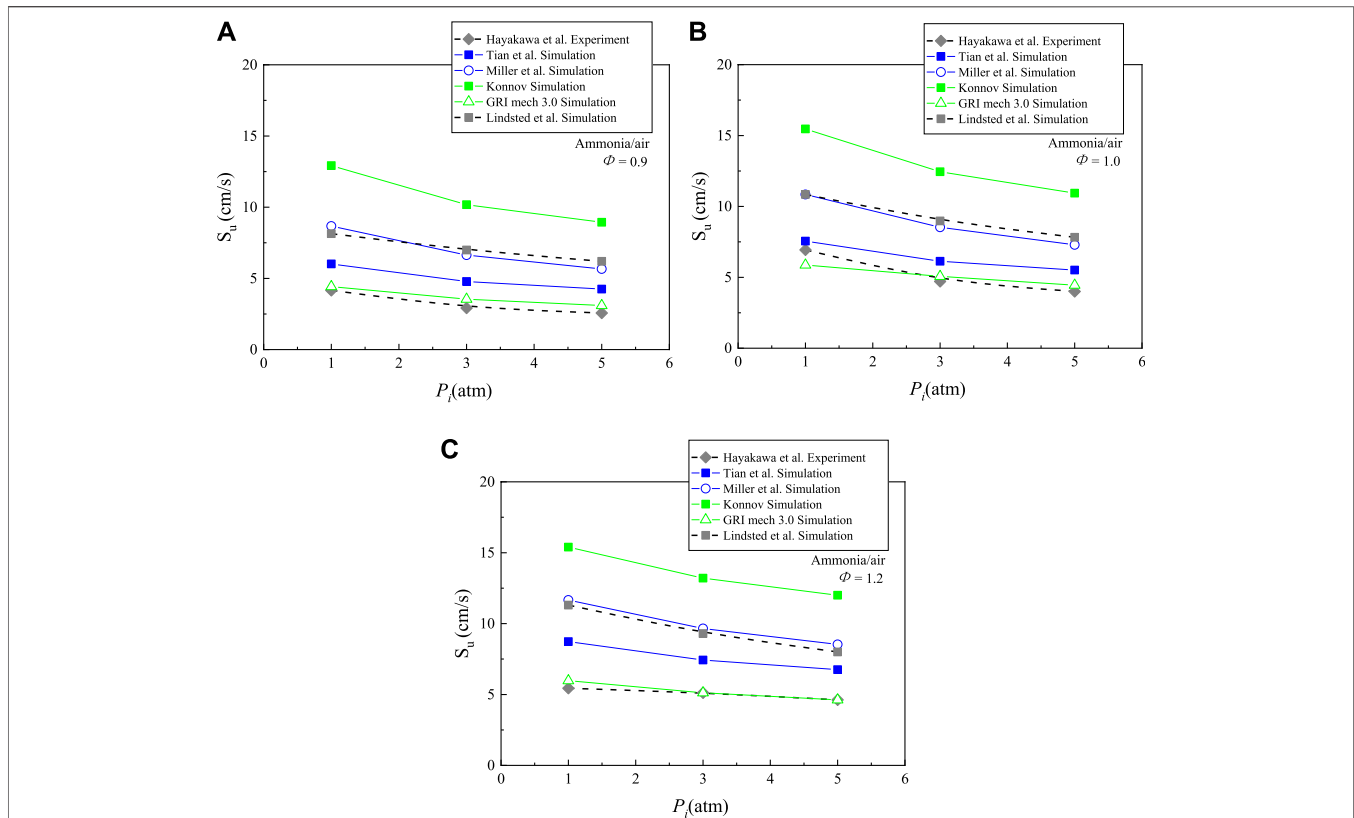 A
Hayakawa et al. Experiment
Tian et al. Simulation
Miller et al. Simulation
Konnov Simulation
GRI mech 3.0 Simulation
Lindsted et al. Simulation
Ammonia/air
Φ = 0.9
20
15
10
5
0
Su (cm/s)
0 1 2 3 4 5 6
Pi(atm)
B
Hayakawa et al. Experiment
Tian et al. Simulation
Miller et al. Simulation
Konnov Simulation
GRI mech 3.0 Simulation
Lindsted et al. Simulation
Ammonia/air
Φ = 1.0
20
15
10
5
0
Su (cm/s)
0 1 2 3 4 5 6
Pi(atm)
C
Hayakawa et al. Experiment
Tian et al. Simulation
Miller et al. Simulation
Konnov Simulation
GRI mech 3.0 Simulation
Lindsted et al. Simulation
Ammonia/air
Φ = 1.2
20
15
10
5
0
Su (cm/s)
0 1 2 3 4 5 6
Pi(atm)